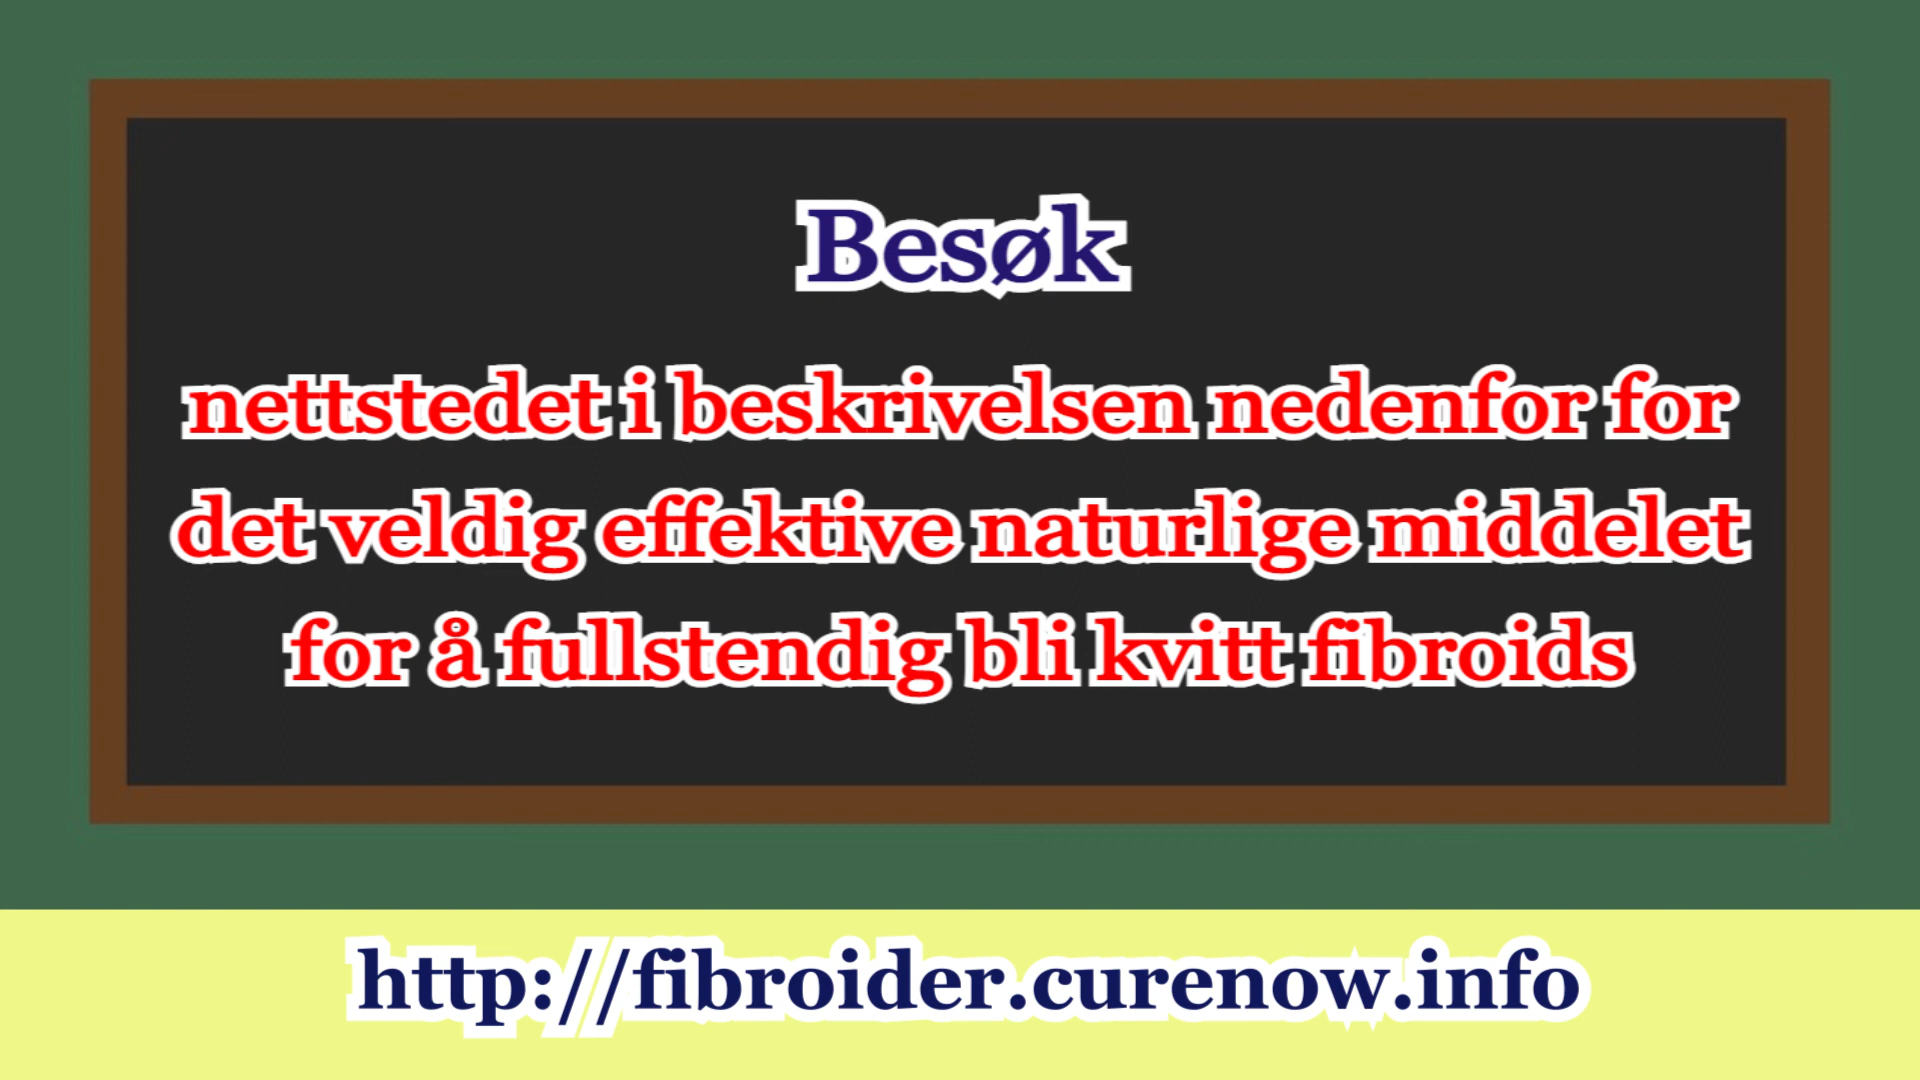 Besøk
nettstedet i beskrivelsen nedenfor for
det veldig effektive naturlige middelet
for å fullstendig bli kvitt fibroids
http://fibroider.curenow.info